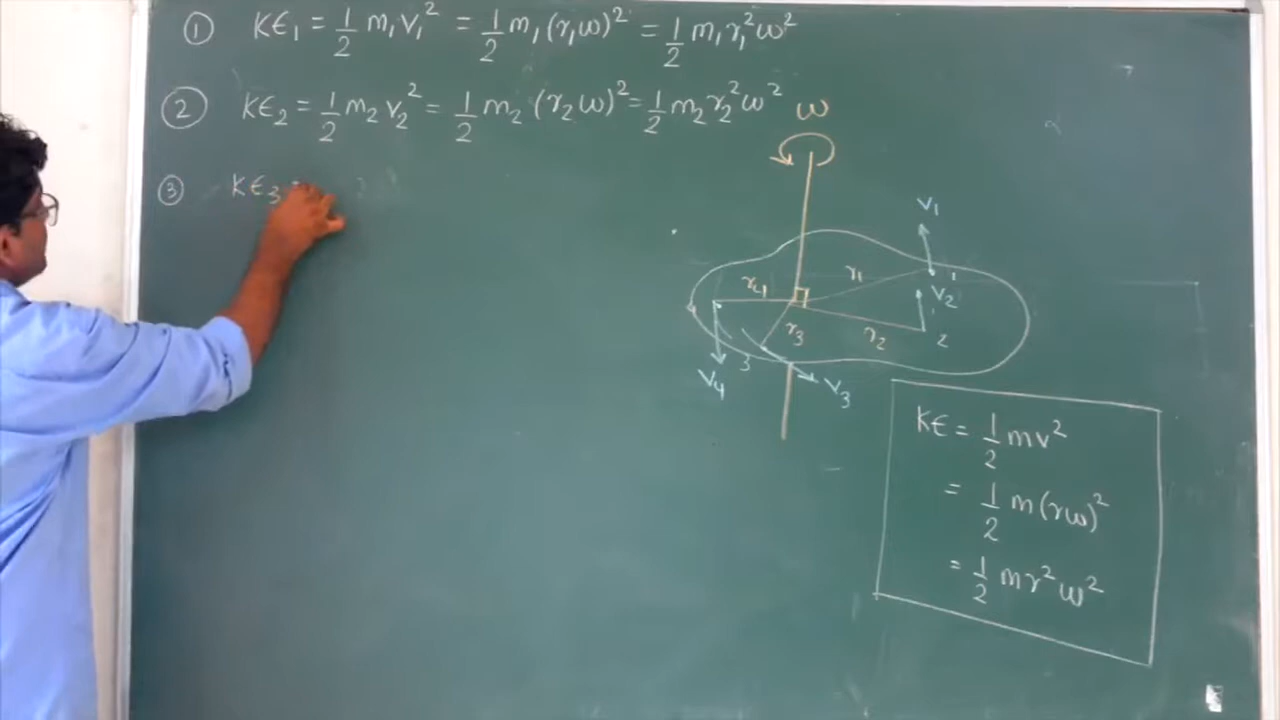 ① KE₁ = 1/2 m₁v₁² = 1/2 m₁(r₁ω)² = 1/2 m₁r₁²ω²
② KE₂ = 1/2 m₂v₂² = 1/2 m₂(r₂ω)² = 1/2 m₂r₂²ω²
ω
③ KE₃ =
v₁
r₄
r₁
1
v₂
r₃
r₂
2
3
v₄
v₃
KE = 1/2 mv²
= 1/2 m(rω)²
= 1/2 mr²ω²